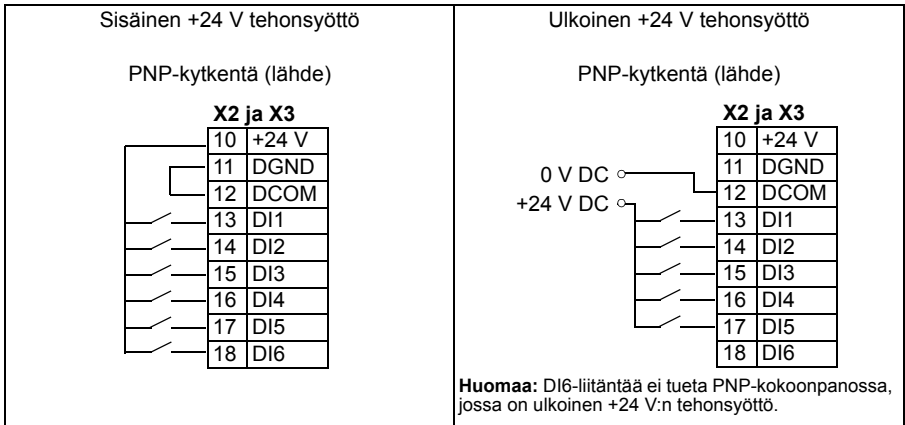 Sisäinen +24 V tehonsyöttö
PNP-kytkentä (lähde)
X2 ja X3
10 +24 V
11 DGND
12 DCOM
13 DI1
14 DI2
15 DI3
16 DI4
17 DI5
18 DI6
Ulkoinen +24 V tehonsyöttö
PNP-kytkentä (lähde)
X2 ja X3
10 +24 V
11 DGND
0 V DC
12 DCOM
+24 V DC
13 DI1
14 DI2
15 DI3
16 DI4
17 DI5
18 DI6
Huomaa: DI6-liitäntää ei tueta PNP-kokoonpanossa,
jossa on ulkoinen +24 V:n tehonsyöttö.